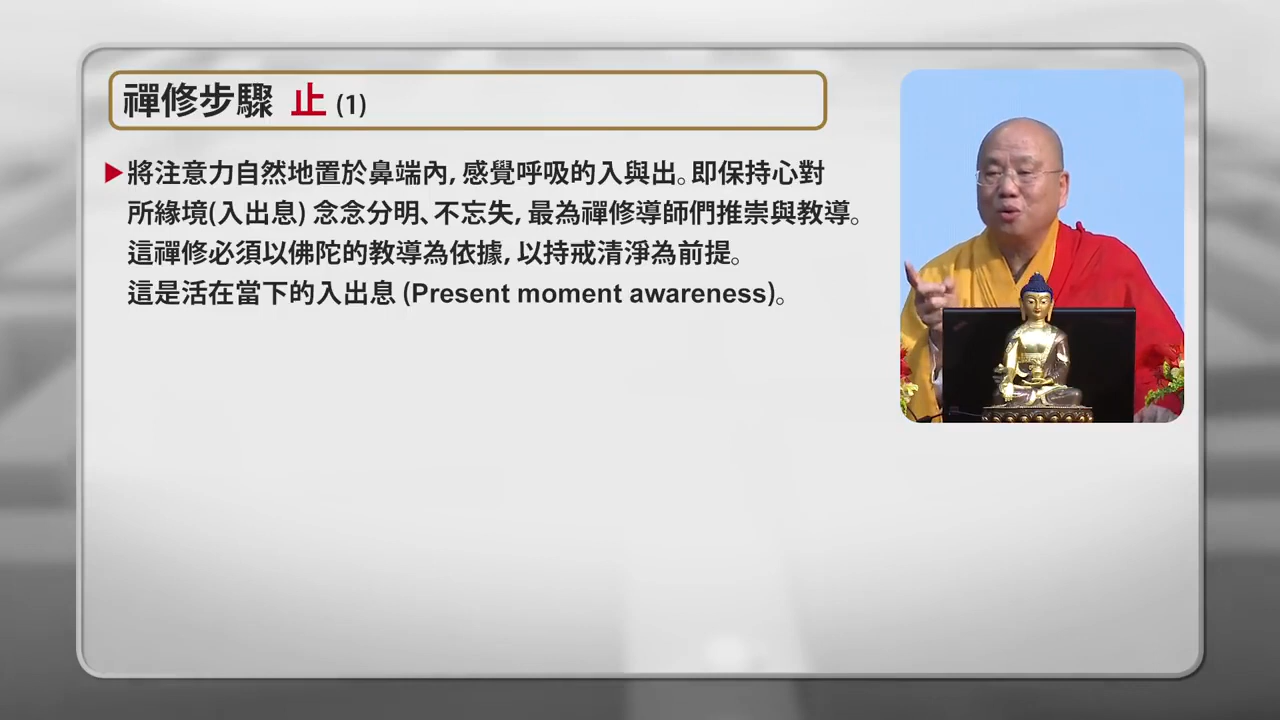 禪修步驟 止 (1)
▶將注意力自然地置於鼻端內, 感覺呼吸的入與出。即保持心對
所緣境(入出息) 念念分明、不忘失, 最為禪修導師們推崇與教導。
這禪修必須以佛陀的教導為依據, 以持戒清淨為前提。
這是活在當下的入出息 (Present moment awareness)。